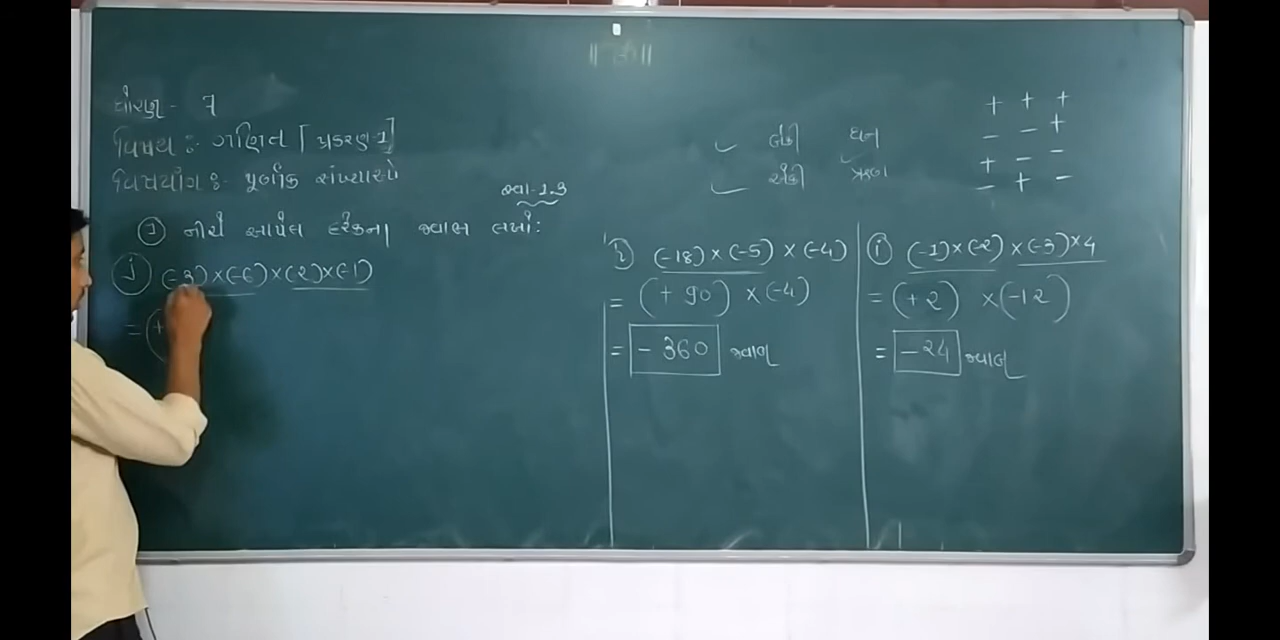 ધોરણ - 7
વિષય :- ગણિત [ પ્રકરણ-1 ]
વિષયાંગ :- પૂર્ણાંક સંખ્યાઓ
સ્વા-1.3
1 નીચે આપેલ દરેકના જવાબ લખો:
j) (-3) × (-6) × (-2) × (-1)
= (+
બેકી ધન
એકી ઋણ
+ + +
- - +
+ - -
- + -
h) (-18) × (-5) × (-4)
= (+ 90) × (-4)
= - 360 જવાબ
i) (-1) × (-2) × (-3) × 4
= (+ 2) × (-12)
= -24 જવાબ